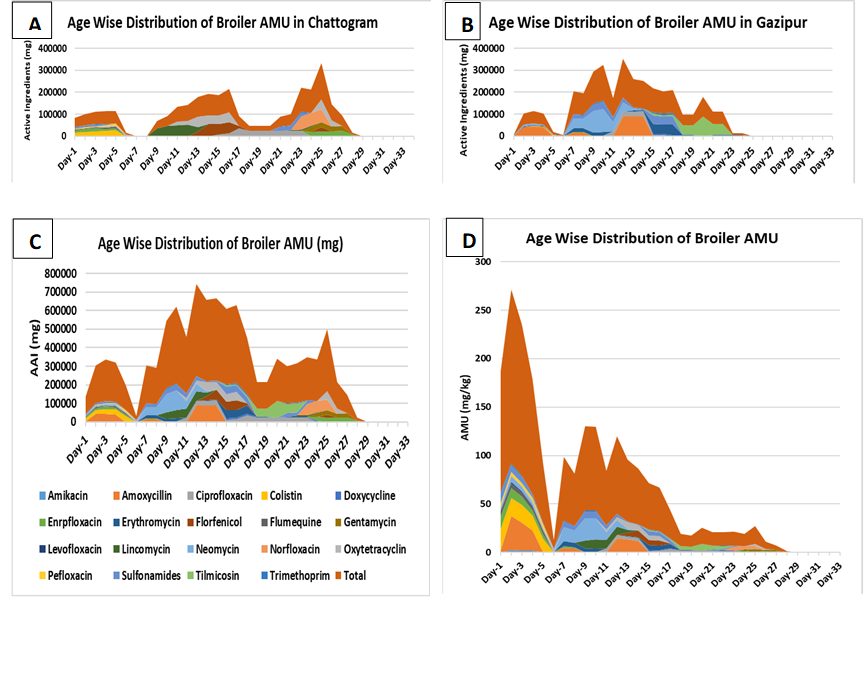 A
Age Wise Distribution of Broiler AMU in Chattogram
Active Ingredients (mg)
400000
300000
200000
100000
0
Day-1
Day-3
Day-5
Day-7
Day-9
Day-11
Day-13
Day-15
Day-17
Day-19
Day-21
Day-23
Day-25
Day-27
Day-29
Day-31
Day-33
B
Age Wise Distribution of Broiler AMU in Gazipur
Active Ingredients (mg)
400000
300000
200000
100000
0
Day-1
Day-3
Day-5
Day-7
Day-9
Day-11
Day-13
Day-15
Day-17
Day-19
Day-21
Day-23
Day-25
Day-27
Day-29
Day-31
Day-33
C
Age Wise Distribution of Broiler AMU (mg)
AAI (mg)
800000
700000
600000
500000
400000
300000
200000
100000
0
Day-1
Day-3
Day-5
Day-7
Day-9
Day-11
Day-13
Day-15
Day-17
Day-19
Day-21
Day-23
Day-25
Day-27
Day-29
Day-31
Day-33
Amikacin Amoxycillin Ciprofloxacin Colistin Doxycycline
Enrpfloxacin Erythromycin Florfenicol Flumequine Gentamycin
Levofloxacin Lincomycin Neomycin Norfloxacin Oxytetracyclin
Pefloxacin Sulfonamides Tilmicosin Trimethoprim Total
D
Age Wise Distribution of Broiler AMU
AMU (mg/kg)
300
250
200
150
100
50
0
Day-1
Day-3
Day-5
Day-7
Day-9
Day-11
Day-13
Day-15
Day-17
Day-19
Day-21
Day-23
Day-25
Day-27
Day-29
Day-31
Day-33